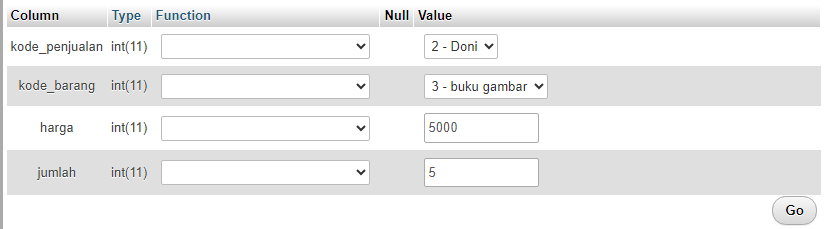 Column Type Function Null Value
kode_penjualan int(11) 2 - Doni
kode_barang int(11) 3 - buku gambar
harga int(11) 5000
jumlah int(11) 5
Go